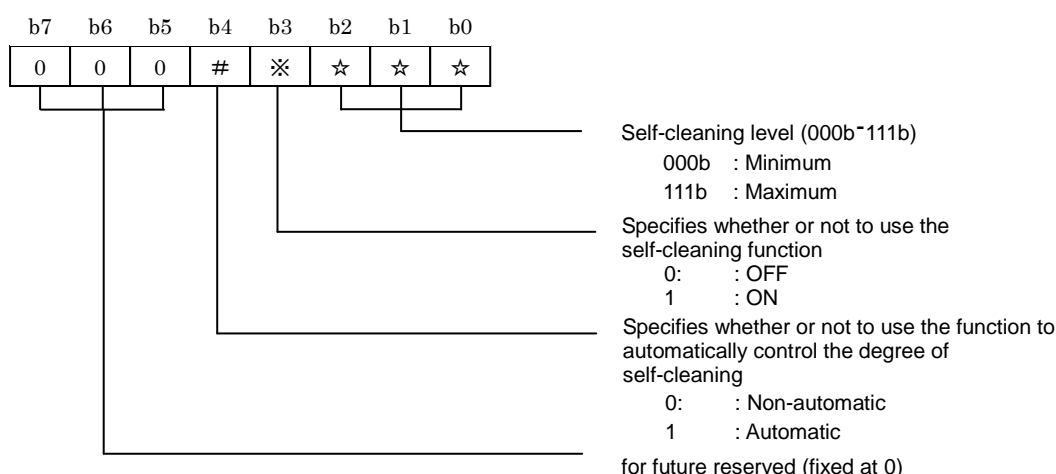 b7 b6 b5 b4 b3 b2 b1 b0
0 0 0 # ※ ☆ ☆ ☆
Self-cleaning level (000b-111b)
000b : Minimum
111b : Maximum
Specifies whether or not to use the
self-cleaning function
0: : OFF
1 : ON
Specifies whether or not to use the function to
automatically control the degree of
self-cleaning
0: : Non-automatic
1 : Automatic
for future reserved (fixed at 0)